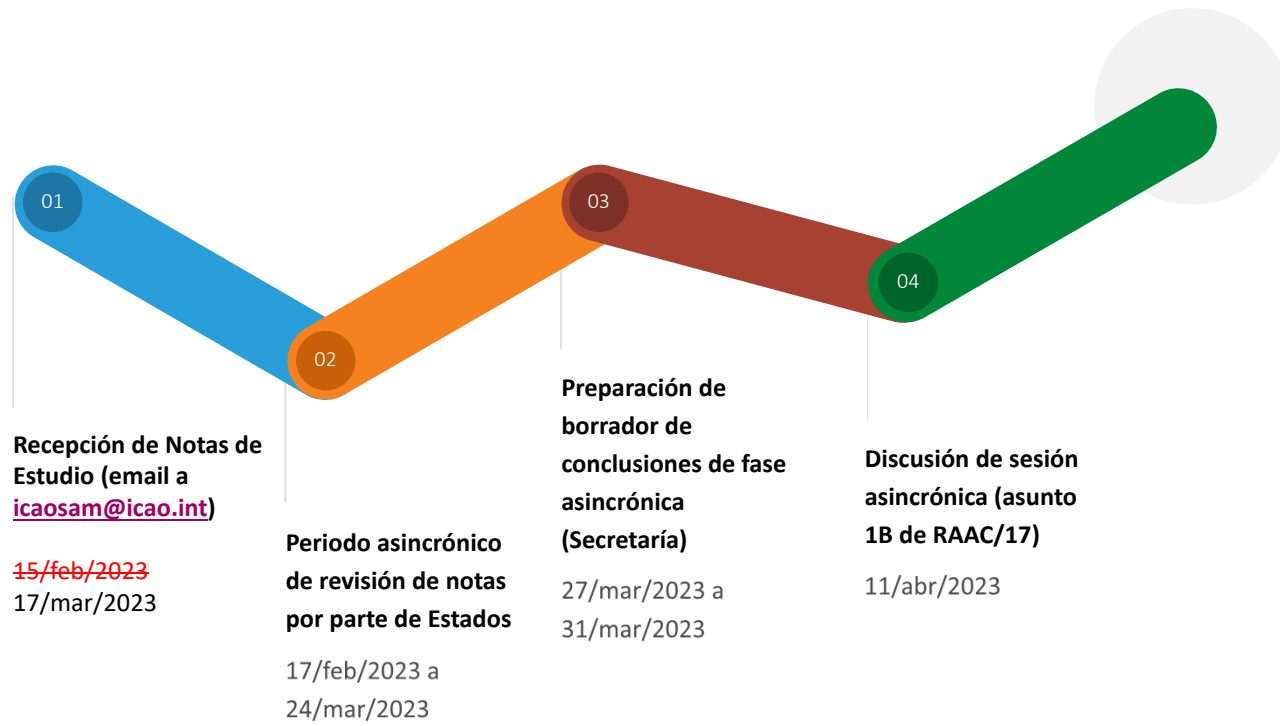 01
Recepción de Notas de
Estudio (email a
icaosam@icao.int)
15/feb/2023
17/mar/2023
02
Periodo asincrónico
de revisión de notas
por parte de Estados
17/feb/2023 a
24/mar/2023
03
Preparación de
borrador de
conclusiones de fase
asincrónica
(Secretaría)
27/mar/2023 a
31/mar/2023
04
Discusión de sesión
asincrónica (asunto
1B de RAAC/17)
11/abr/2023